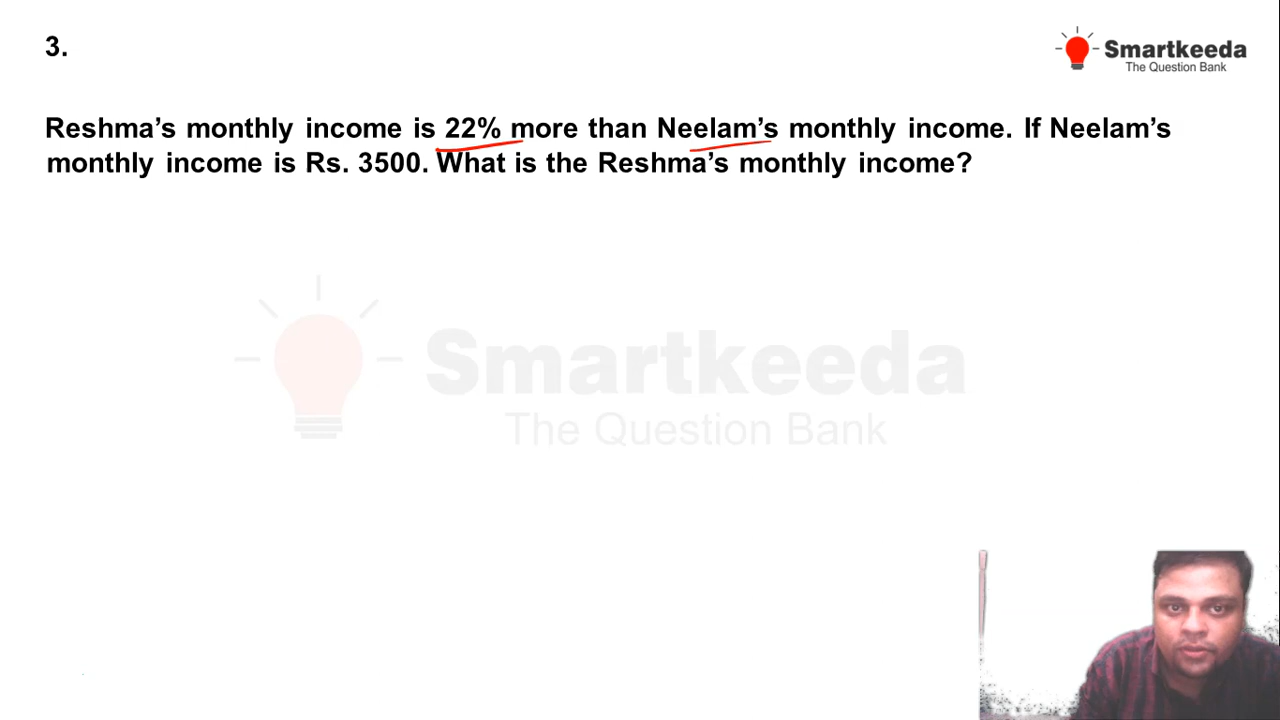 3.
Smartkeeda
The Question Bank
Reshma’s monthly income is 22% more than Neelam’s monthly income. If Neelam’s
monthly income is Rs. 3500. What is the Reshma’s monthly income?
Smartkeeda
The Question Bank